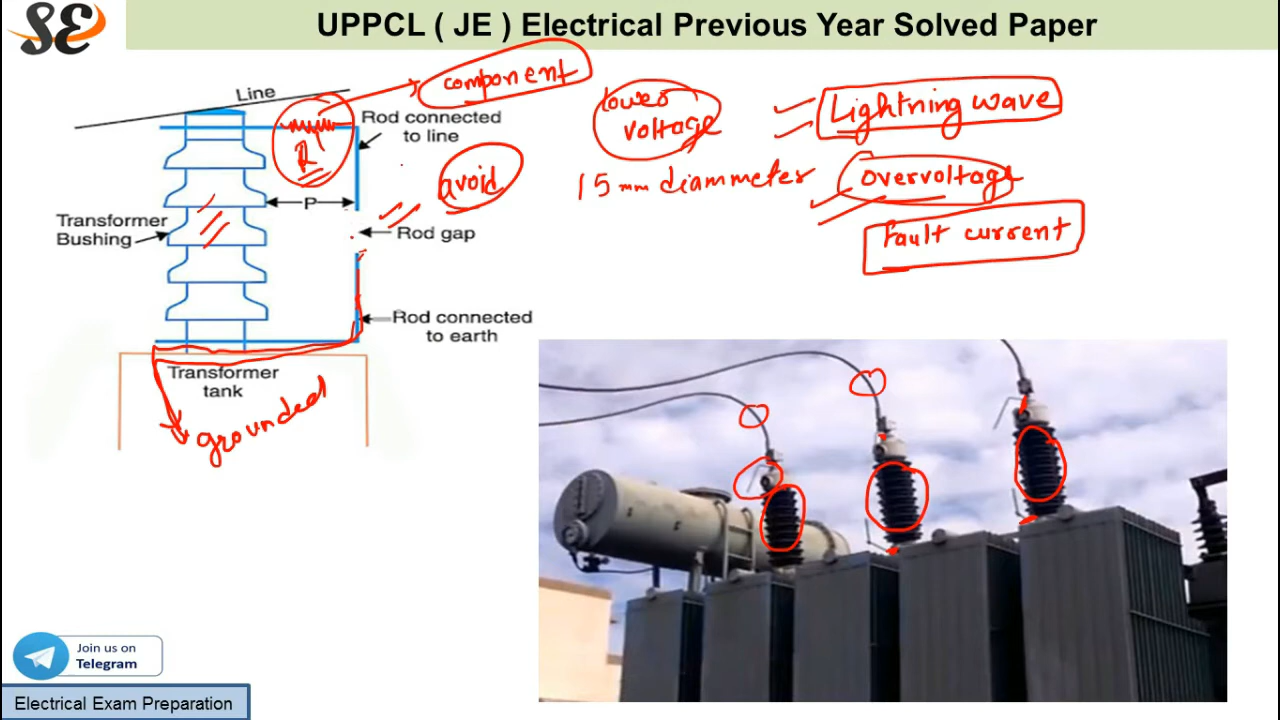 SE
UPPCL ( JE ) Electrical Previous Year Solved Paper
Line
component
Rod connected
to line
R
lower
voltage
Lightning wave
avoid
15 mm diammeter
overvoltage
P
Transformer
Bushing
Rod gap
fault current
Rod connected
to earth
Transformer
tank
grounded
Join us on
Telegram
Electrical Exam Preparation